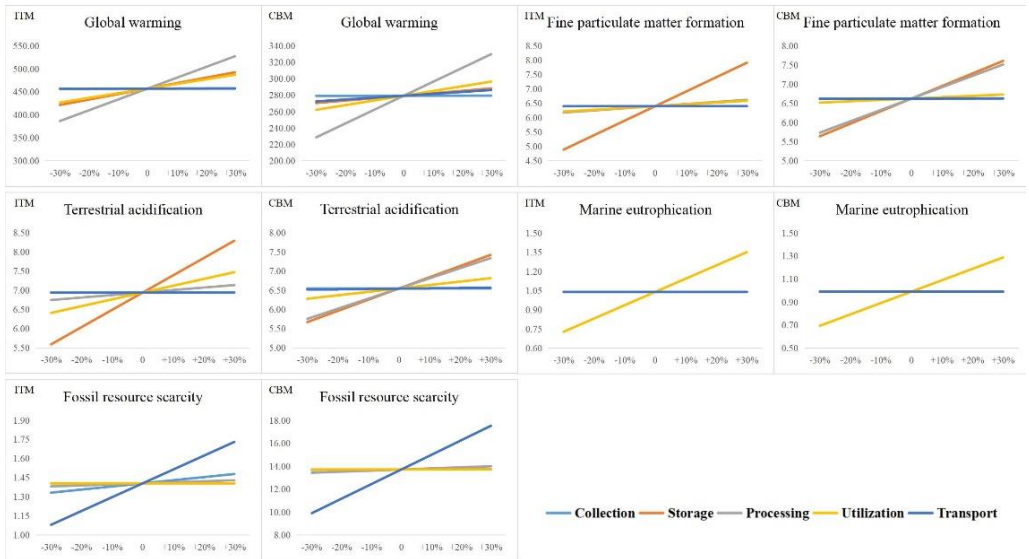 ITM
Global warming
550.00
500.00
450.00
400.00
350.00
300.00
-30% -20% -10% 0 +10% +20% +30%
CBM
Global warming
340.00
320.00
300.00
280.00
260.00
240.00
220.00
200.00
-30% -20% -10% 0 +10% +20% +30%
ITM
Fine particulate matter formation
8.50
8.00
7.50
7.00
6.50
6.00
5.50
5.00
4.50
-30% -20% -10% 0 +10% +20% +30%
CBM
Fine particulate matter formation
8.00
7.50
7.00
6.50
6.00
5.50
5.00
-30% -20% -10% 0 +10% +20% +30%
ITM
Terrestrial acidification
8.50
8.00
7.50
7.00
6.50
6.00
5.50
-30% -20% -10% 0 +10% +20% +30%
CBM
Terrestrial acidification
8.00
7.50
7.00
6.50
6.00
5.50
5.00
-30% -20% -10% 0 +10% +20% +30%
ITM
Marine eutrophication
1.50
1.35
1.20
1.05
0.90
0.75
0.60
-30% -20% -10% 0 +10% +20% +30%
CBM
Marine eutrophication
1.50
1.30
1.10
0.90
0.70
0.50
-30% -20% -10% 0 +10% +20% +30%
ITM
Fossil resource scarcity
1.90
1.75
1.60
1.45
1.30
1.15
1.00
-30% -20% -10% 0 +10% +20% +30%
CBM
Fossil resource scarcity
18.00
16.00
14.00
12.00
10.00
8.00
-30% -20% -10% 0 +10% +20% +30%
Collection Storage Processing Utilization Transport